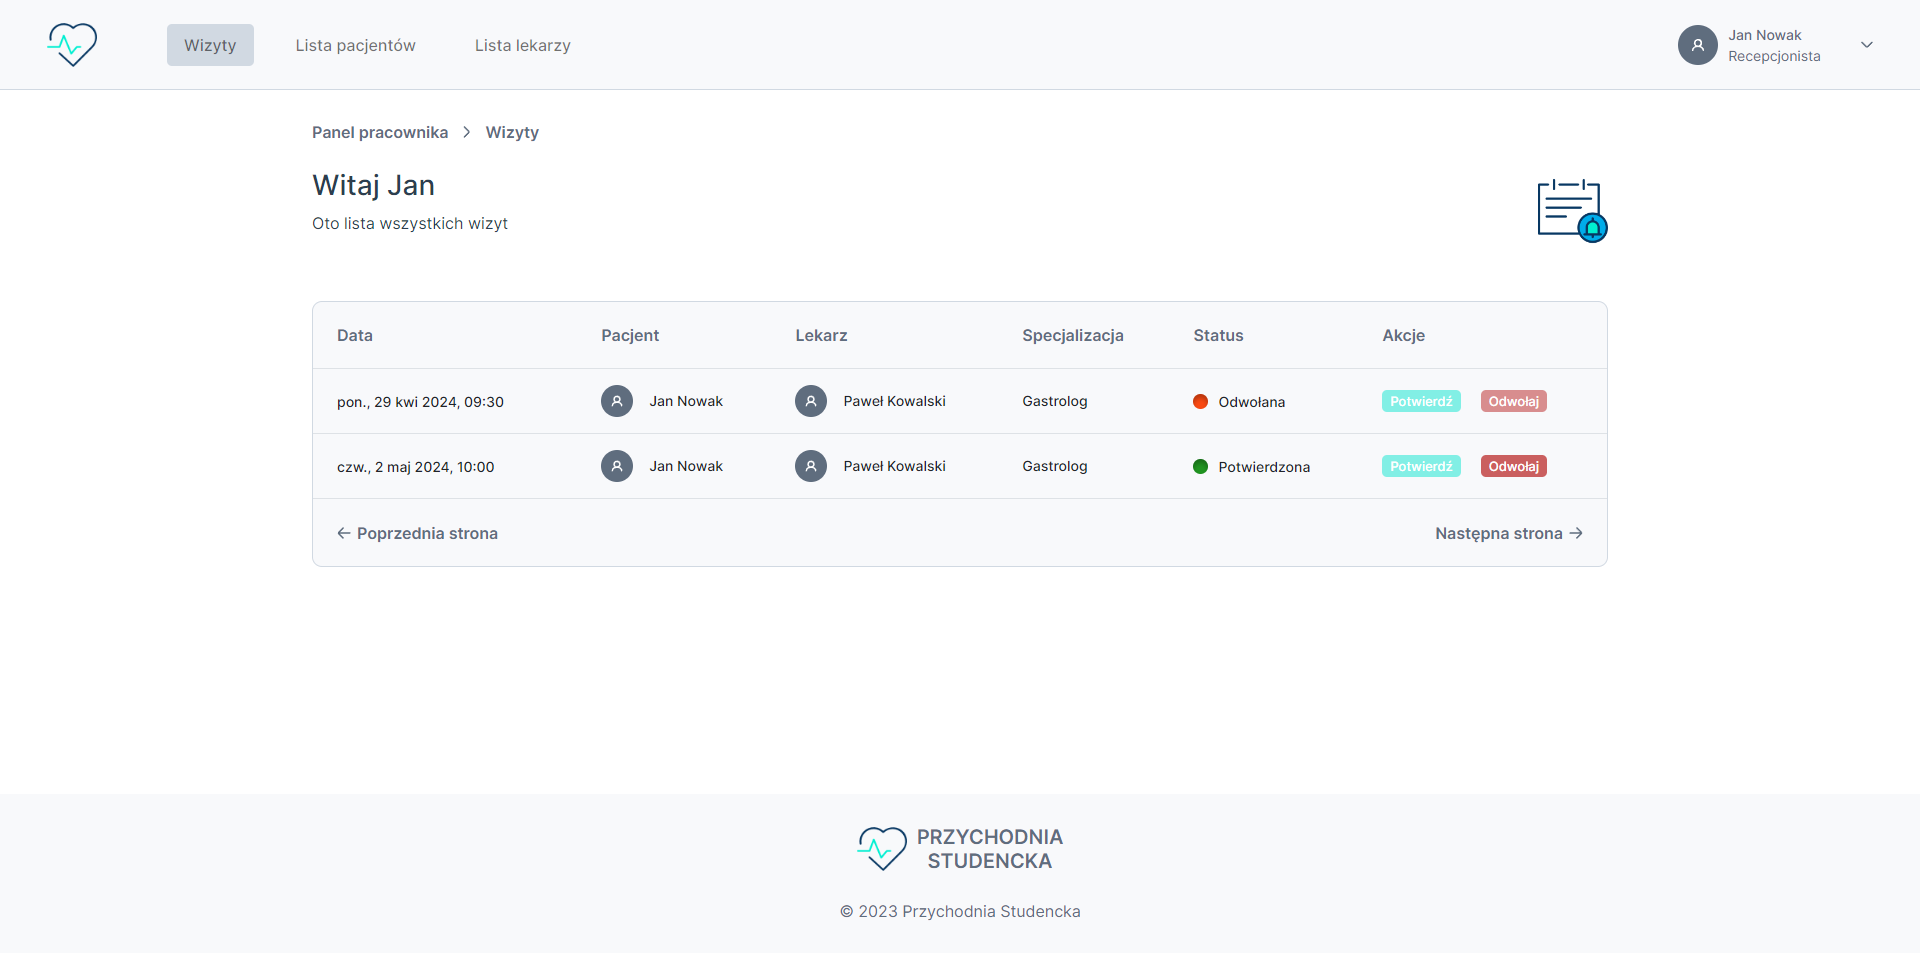 Wizyty Lista pacjentów Lista lekarzy Jan Nowak
Recepcjonista
Panel pracownika Wizyty
Witaj Jan
Oto lista wszystkich wizyt
Data Pacjent Lekarz Specjalizacja Status Akcje
pon., 29 kwi 2024, 09:30 Jan Nowak Paweł Kowalski Gastrolog Odwołana Potwierdź Odwołaj
czw., 2 maj 2024, 10:00 Jan Nowak Paweł Kowalski Gastrolog Potwierdzona Potwierdź Odwołaj
← Poprzednia strona Następna strona →
PRZYCHODNIA
STUDENCKA
© 2023 Przychodnia Studencka